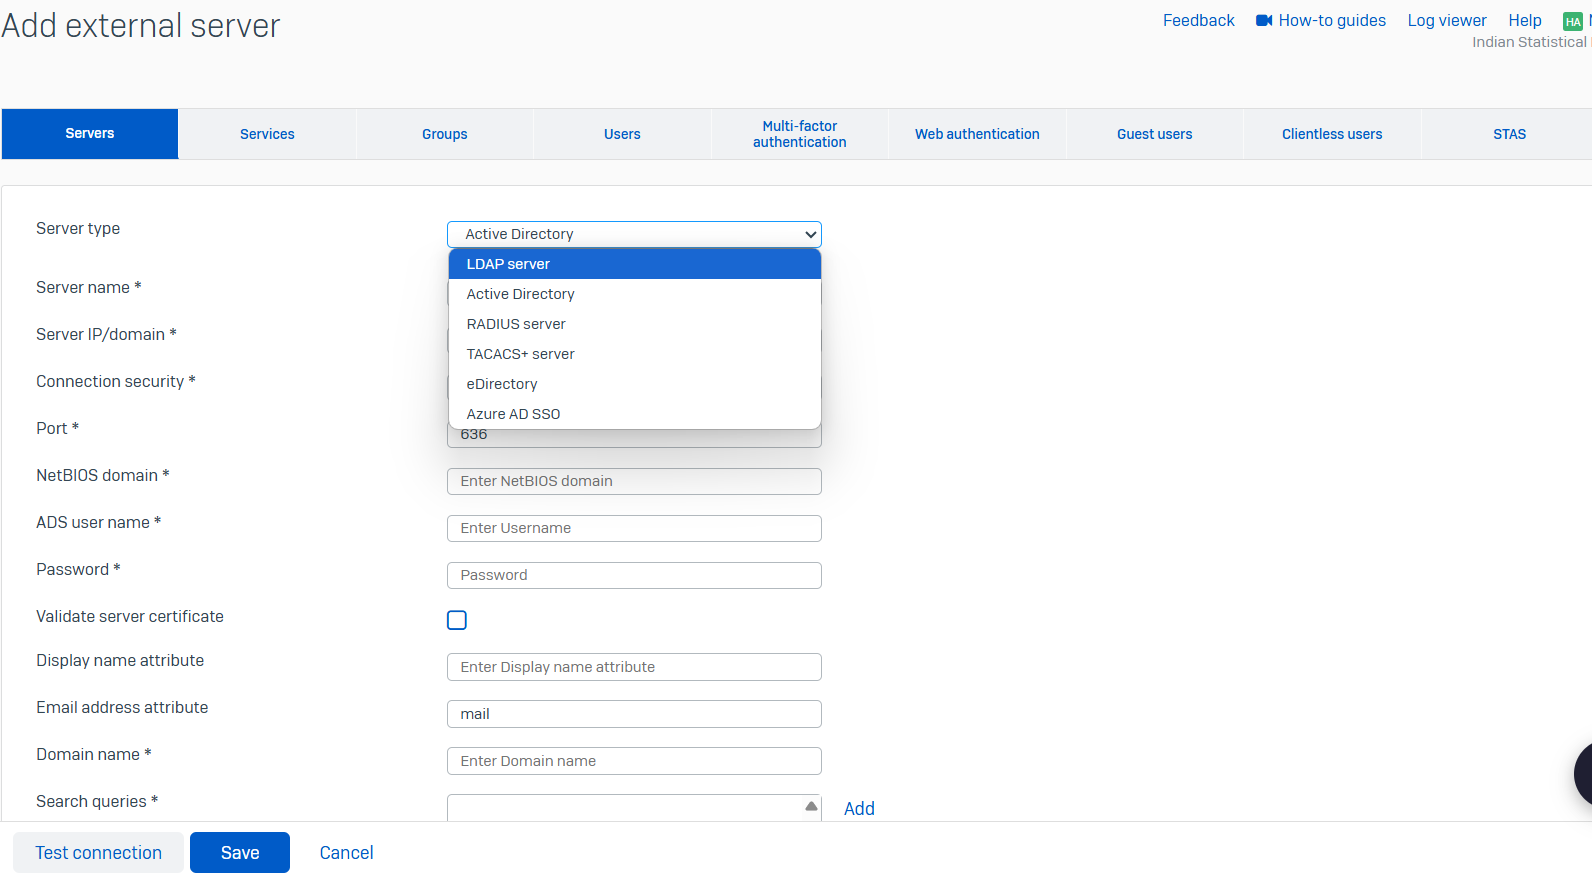 Add external server
Feedback How-to guides Log viewer Help HA
Indian Statistical
Servers Services Groups Users Multi-factor authentication Web authentication Guest users Clientless users STAS
Server type
Active Directory
LDAP server
Active Directory
RADIUS server
TACACS+ server
eDirectory
Azure AD SSO
Server name *
Server IP/domain *
Connection security *
Port *
636
NetBIOS domain *
Enter NetBIOS domain
ADS user name *
Enter Username
Password *
Password
Validate server certificate
Display name attribute
Enter Display name attribute
Email address attribute
mail
Domain name *
Enter Domain name
Search queries *
Add
Test connection Save Cancel